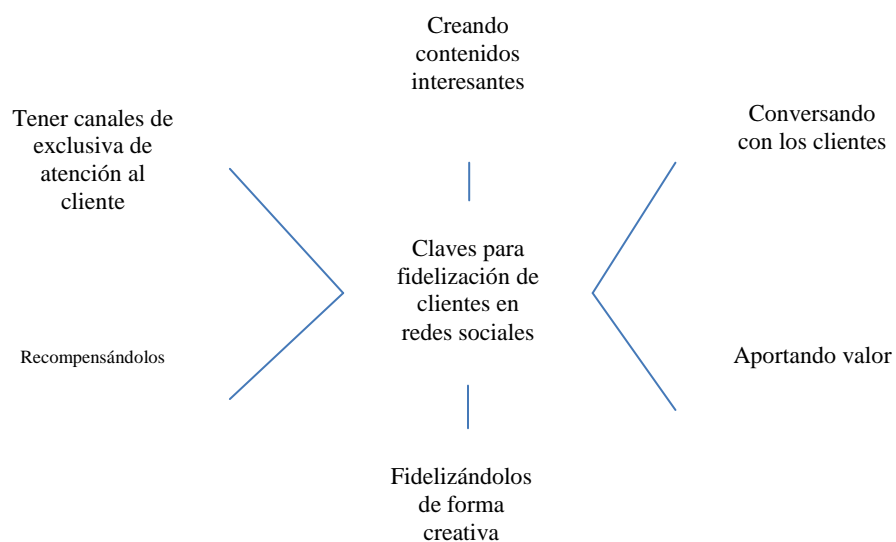 Creando
contenidos
interesantes
Tener canales de
exclusiva de
atención al
cliente
Conversando
con los clientes
Claves para
fidelización de
clientes en
redes sociales
Recompensándolos
Aportando valor
Fidelizándolos
de forma
creativa